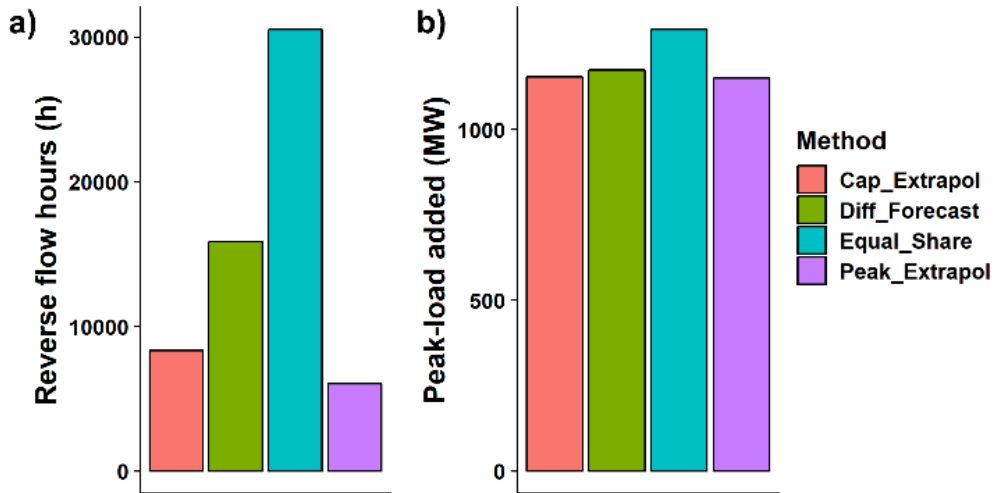 a)
Reverse flow hours (h)
30000
20000
10000
0
b)
Peak-load added (MW)
1000
500
0
Method
Cap_Extrapol
Diff_Forecast
Equal_Share
Peak_Extrapol